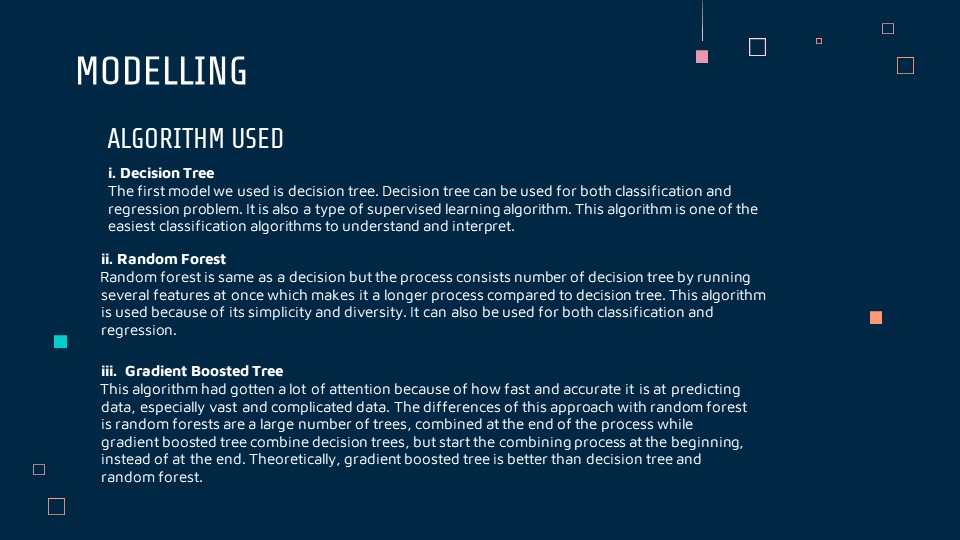 MODELLING
ALGORITHM USED
i. Decision Tree
The first model we used is decision tree. Decision tree can be used for both classification and
regression problem. It is also a type of supervised learning algorithm. This algorithm is one of the
easiest classification algorithms to understand and interpret.
ii. Random Forest
Random forest is same as a decision but the process consists number of decision tree by running
several features at once which makes it a longer process compared to decision tree. This algorithm
is used because of its simplicity and diversity. It can also be used for both classification and
regression.
iii. Gradient Boosted Tree
This algorithm had gotten a lot of attention because of how fast and accurate it is at predicting
data, especially vast and complicated data. The differences of this approach with random forest
is random forests are a large number of trees, combined at the end of the process while
gradient boosted tree combine decision trees, but start the combining process at the beginning,
instead of at the end. Theoretically, gradient boosted tree is better than decision tree and
random forest.